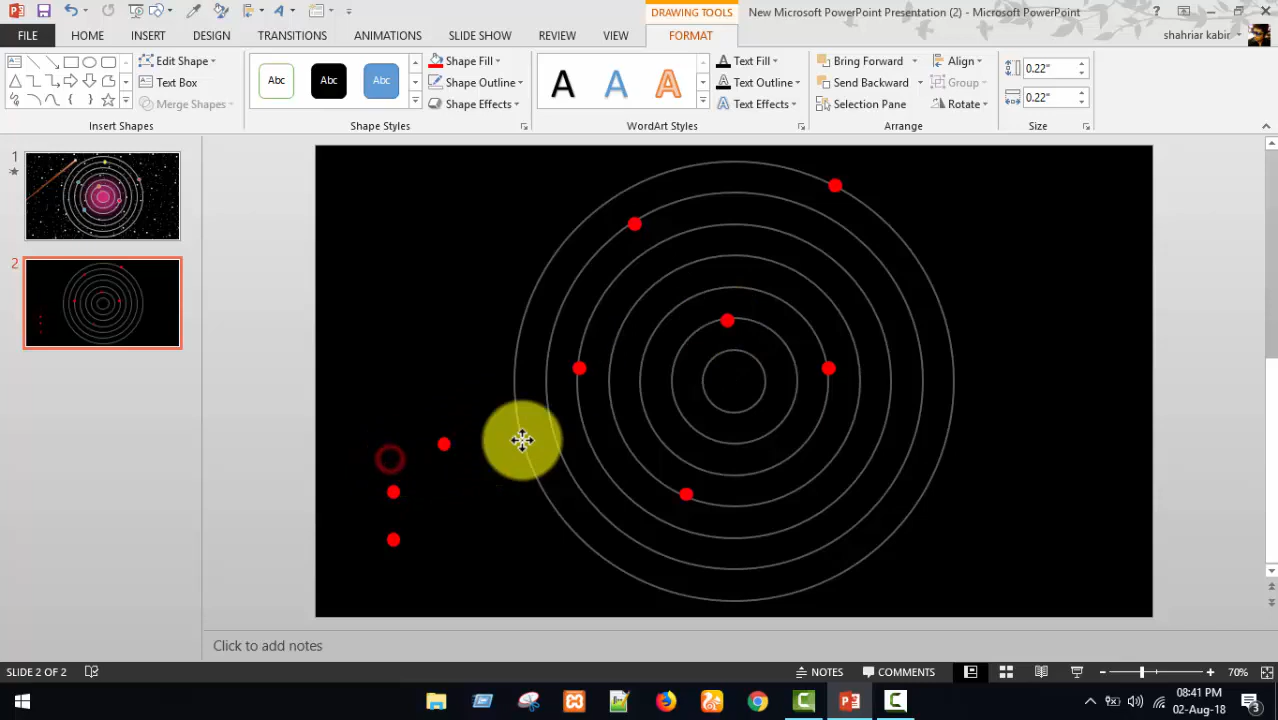 DRAWING TOOLS
New Microsoft PowerPoint Presentation (2) - Microsoft PowerPoint
FILE HOME INSERT DESIGN TRANSITIONS ANIMATIONS SLIDE SHOW REVIEW VIEW FORMAT shahriar kabir
Edit Shape
Text Box
Merge Shapes
Insert Shapes
Abc Abc Abc
Shape Fill
Shape Outline
Shape Effects
Shape Styles
A A A
Text Fill
Text Outline
Text Effects
WordArt Styles
Bring Forward
Send Backward
Selection Pane
Align
Group
Rotate
Arrange
0.22"
0.22"
Size
1
2
Click to add notes
SLIDE 2 OF 2 NOTES COMMENTS 70%
08:41 PM
02-Aug-18
3